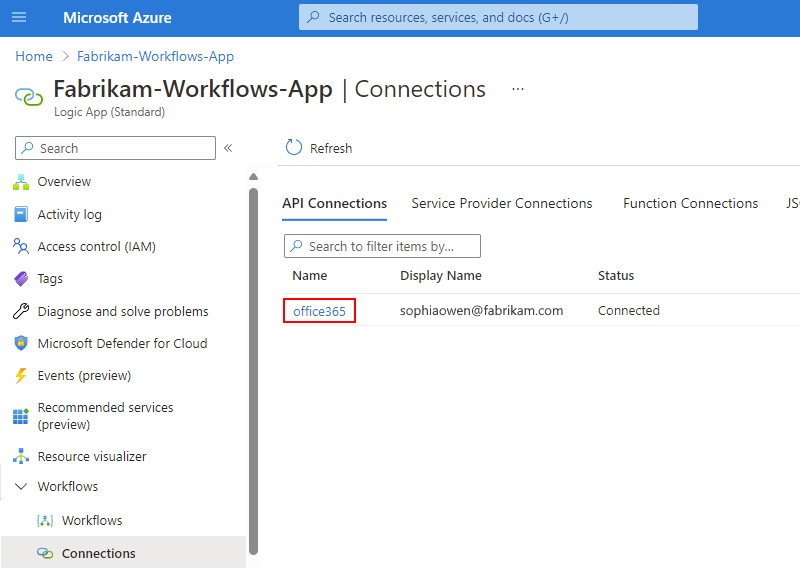 Microsoft Azure
Search resources, services, and docs (G+/)
Home > Fabrikam-Workflows-App
Fabrikam-Workflows-App | Connections ...
Logic App (Standard)
Search «
Overview
Activity log
Access control (IAM)
Tags
Diagnose and solve problems
Microsoft Defender for Cloud
Events (preview)
Recommended services
(preview)
Resource visualizer
Workflows
Workflows
Connections
Refresh
API Connections Service Provider Connections Function Connections
Search to filter items by...
Name Display Name Status
office365 sophiaowen@fabrikam.com Connected